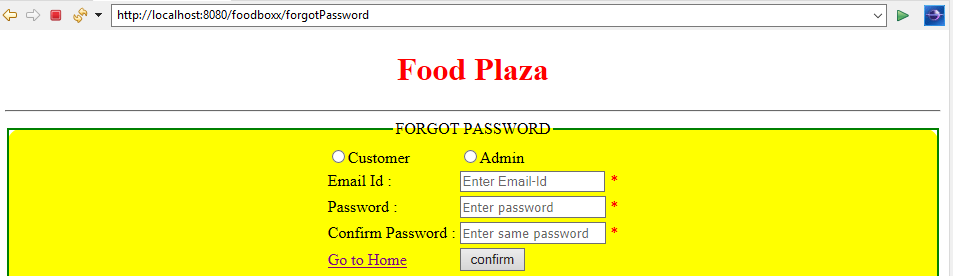 http://localhost:8080/foodboxx/forgotPassword
Food Plaza
FORGOT PASSWORD
Customer Admin
Email Id : Enter Email-Id *
Password : Enter password *
Confirm Password : Enter same password *
Go to Home confirm